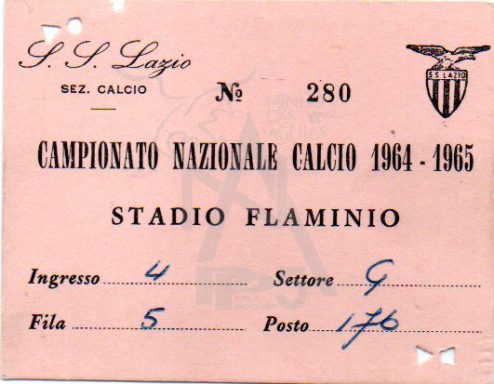 S. S. Lazio
SEZ. CALCIO
No 280
S.S. LAZIO
CAMPIONATO NAZIONALE CALCIO 1964 - 1965
STADIO FLAMINIO
Ingresso 4 Settore G
Fila 5 Posto 176